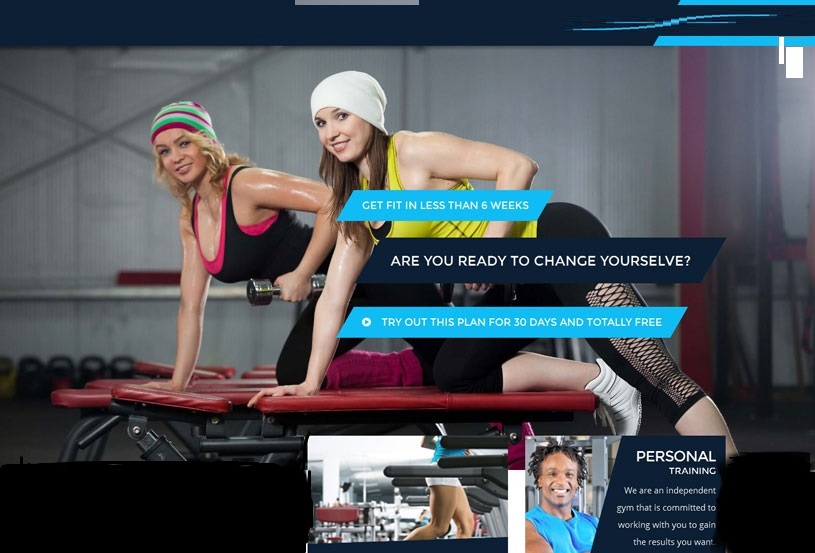 GET FIT IN LESS THAN 6 WEEKS
ARE YOU READY TO CHANGE YOURSELVE?
TRY OUT THIS PLAN FOR 30 DAYS AND TOTALLY FREE
PERSONAL
TRAINING
We are an independent
gym that is committed to
working with you to gain
the results you want.